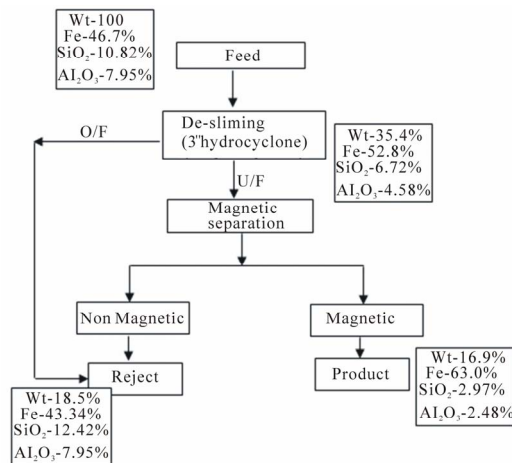 Wt-100
Fe-46.7%
SiO₂-10.82%
AI₂O₃-7.95%
Feed
De-sliming
(3"hydrocyclone)
O/F
Wt-35.4%
Fe-52.8%
SiO₂-6.72%
AI₂O₃-4.58%
U/F
Magnetic
separation
Non Magnetic
Magnetic
Reject
Product
Wt-18.5%
Fe-43.34%
SiO₂-12.42%
AI₂O₃-7.95%
Wt-16.9%
Fe-63.0%
SiO₂-2.97%
AI₂O₃-2.48%